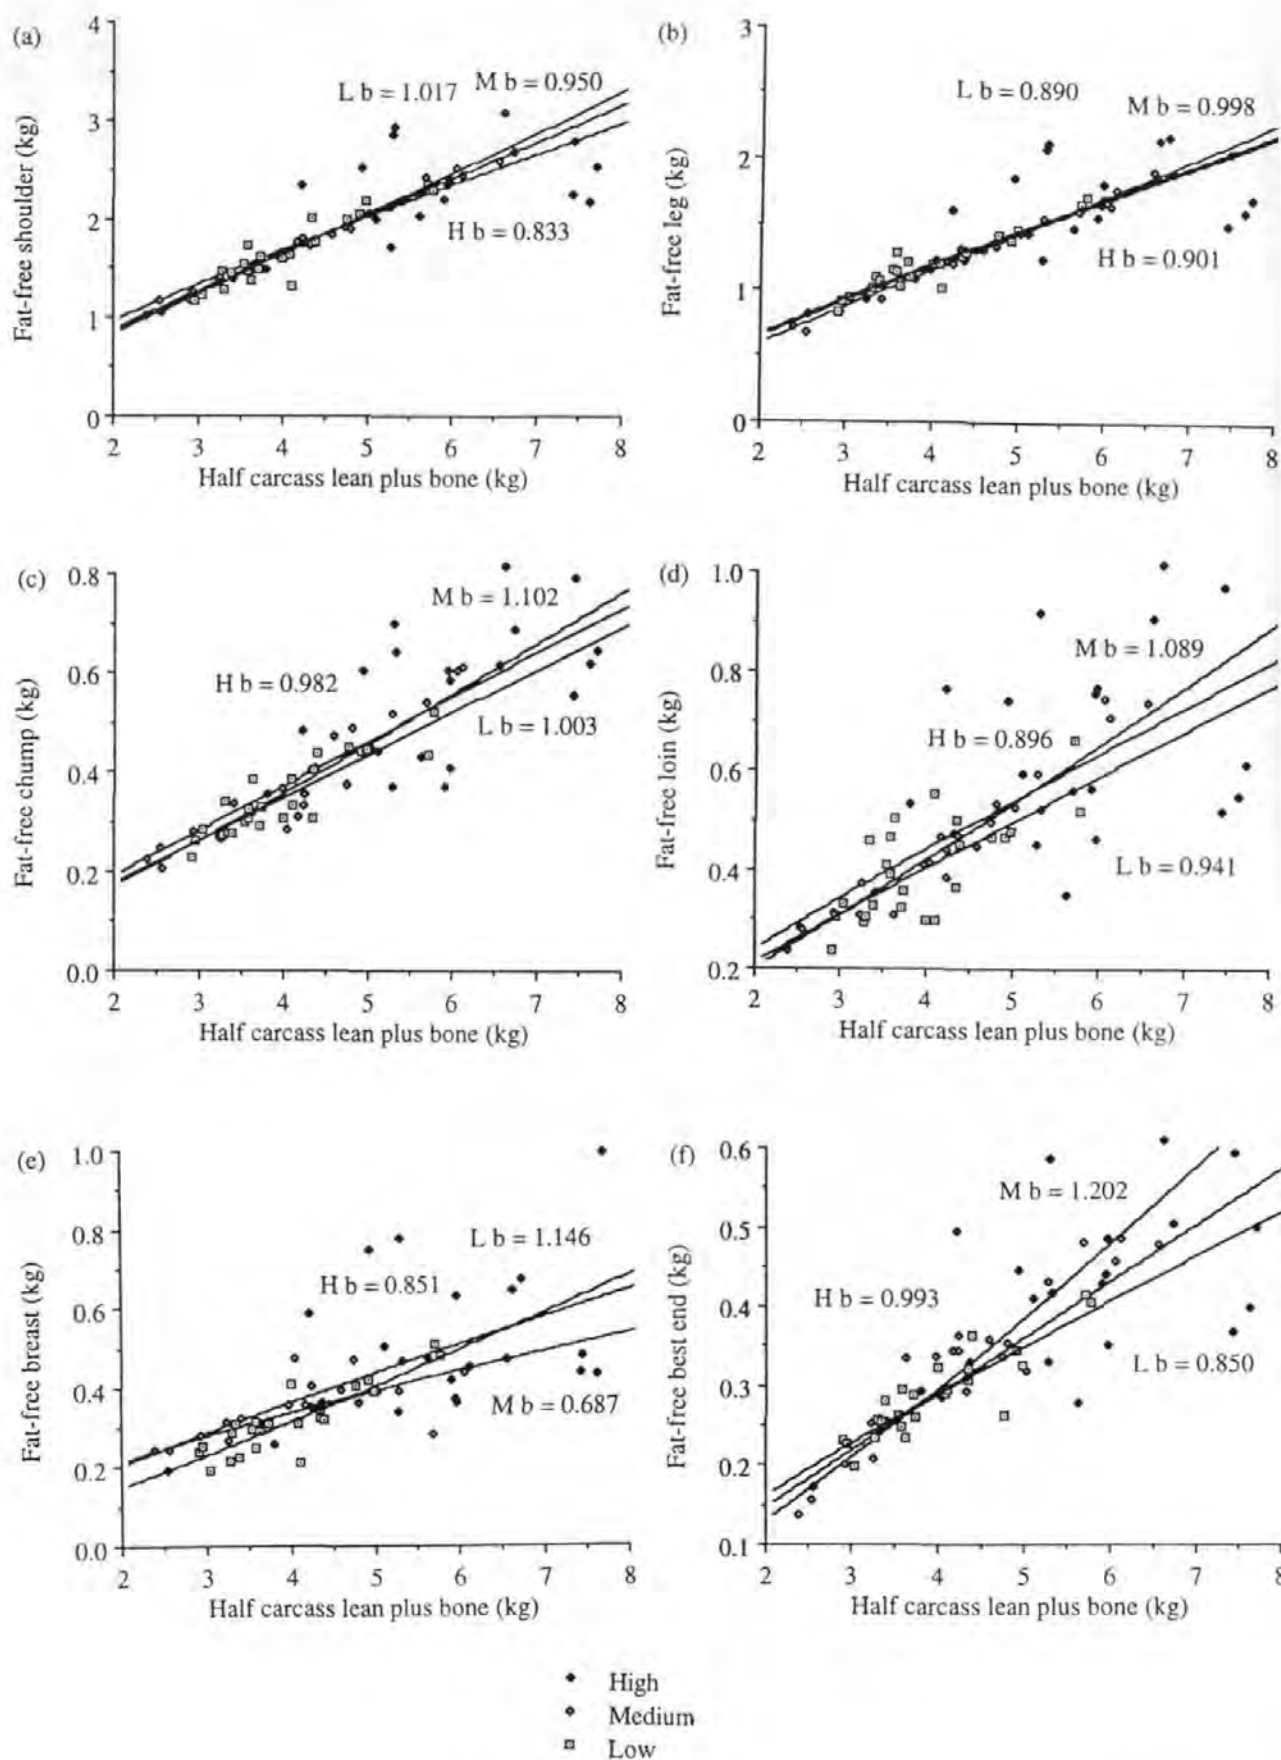 (a)
Fat-free shoulder (kg)
4
3
2
1
0
L b = 1.017
M b = 0.950
H b = 0.833
2 3 4 5 6 7 8
Half carcass lean plus bone (kg)
(b)
Fat-free leg (kg)
3
2
1
0
L b = 0.890
M b = 0.998
H b = 0.901
2 3 4 5 6 7 8
Half carcass lean plus bone (kg)
(c)
Fat-free chump (kg)
0.8
0.6
0.4
0.2
0.0
M b = 1.102
H b = 0.982
L b = 1.003
2 3 4 5 6 7 8
Half carcass lean plus bone (kg)
(d)
Fat-free loin (kg)
1.0
0.8
0.6
0.4
0.2
M b = 1.089
H b = 0.896
L b = 0.941
2 3 4 5 6 7 8
Half carcass lean plus bone (kg)
(e)
Fat-free breast (kg)
1.0
0.8
0.6
0.4
0.2
0.0
L b = 1.146
H b = 0.851
M b = 0.687
2 3 4 5 6 7 8
Half carcass lean plus bone (kg)
(f)
Fat-free best end (kg)
0.6
0.5
0.4
0.3
0.2
0.1
M b = 1.202
H b = 0.993
L b = 0.850
2 3 4 5 6 7 8
Half carcass lean plus bone (kg)
High
Medium
Low